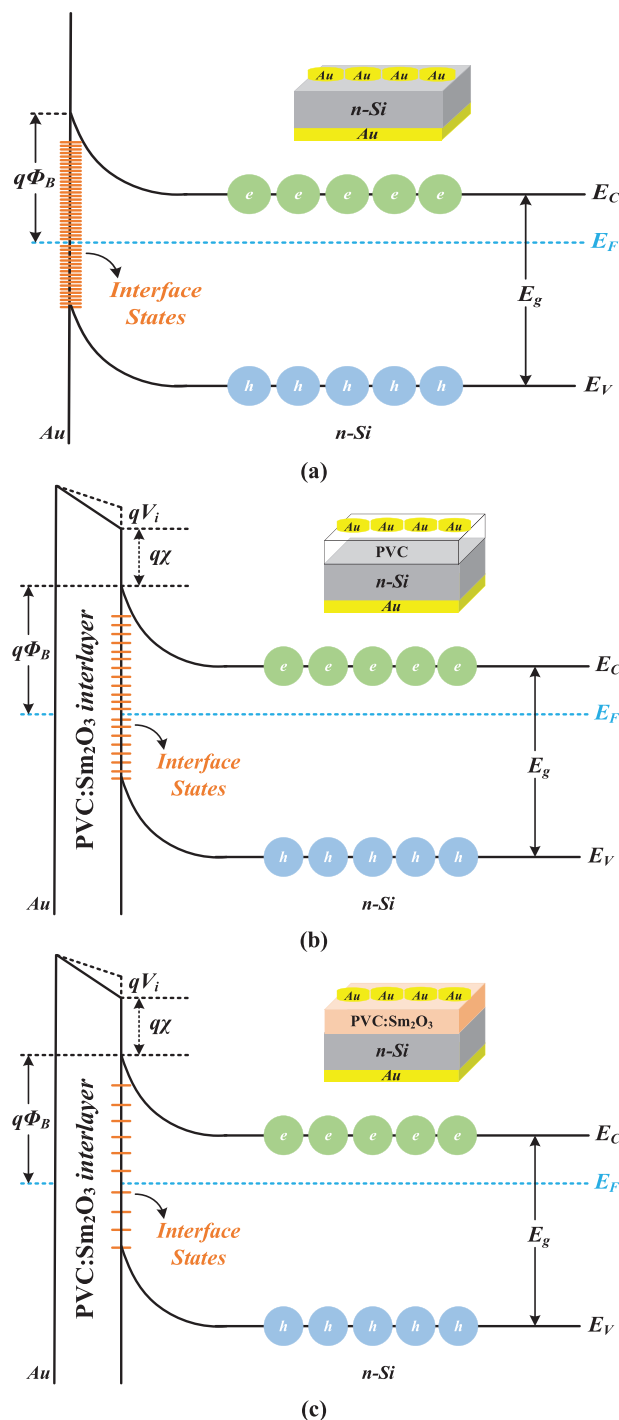 Au Au Au Au
n-Si
Au
qΦB
e e e e e
EC
EF
Interface
States
Eg
h h h h h
EV
Au
n-Si
(a)
qVi
qχ
Au Au Au Au
PVC
n-Si
Au
qΦB
PVC:Sm2O3 interlayer
e e e e e
EC
EF
Interface
States
Eg
h h h h h
EV
Au
n-Si
(b)
qVi
qχ
Au Au Au Au
PVC:Sm2O3
n-Si
Au
qΦB
PVC:Sm2O3 interlayer
e e e e e
EC
EF
Interface
States
Eg
h h h h h
EV
Au
n-Si
(c)